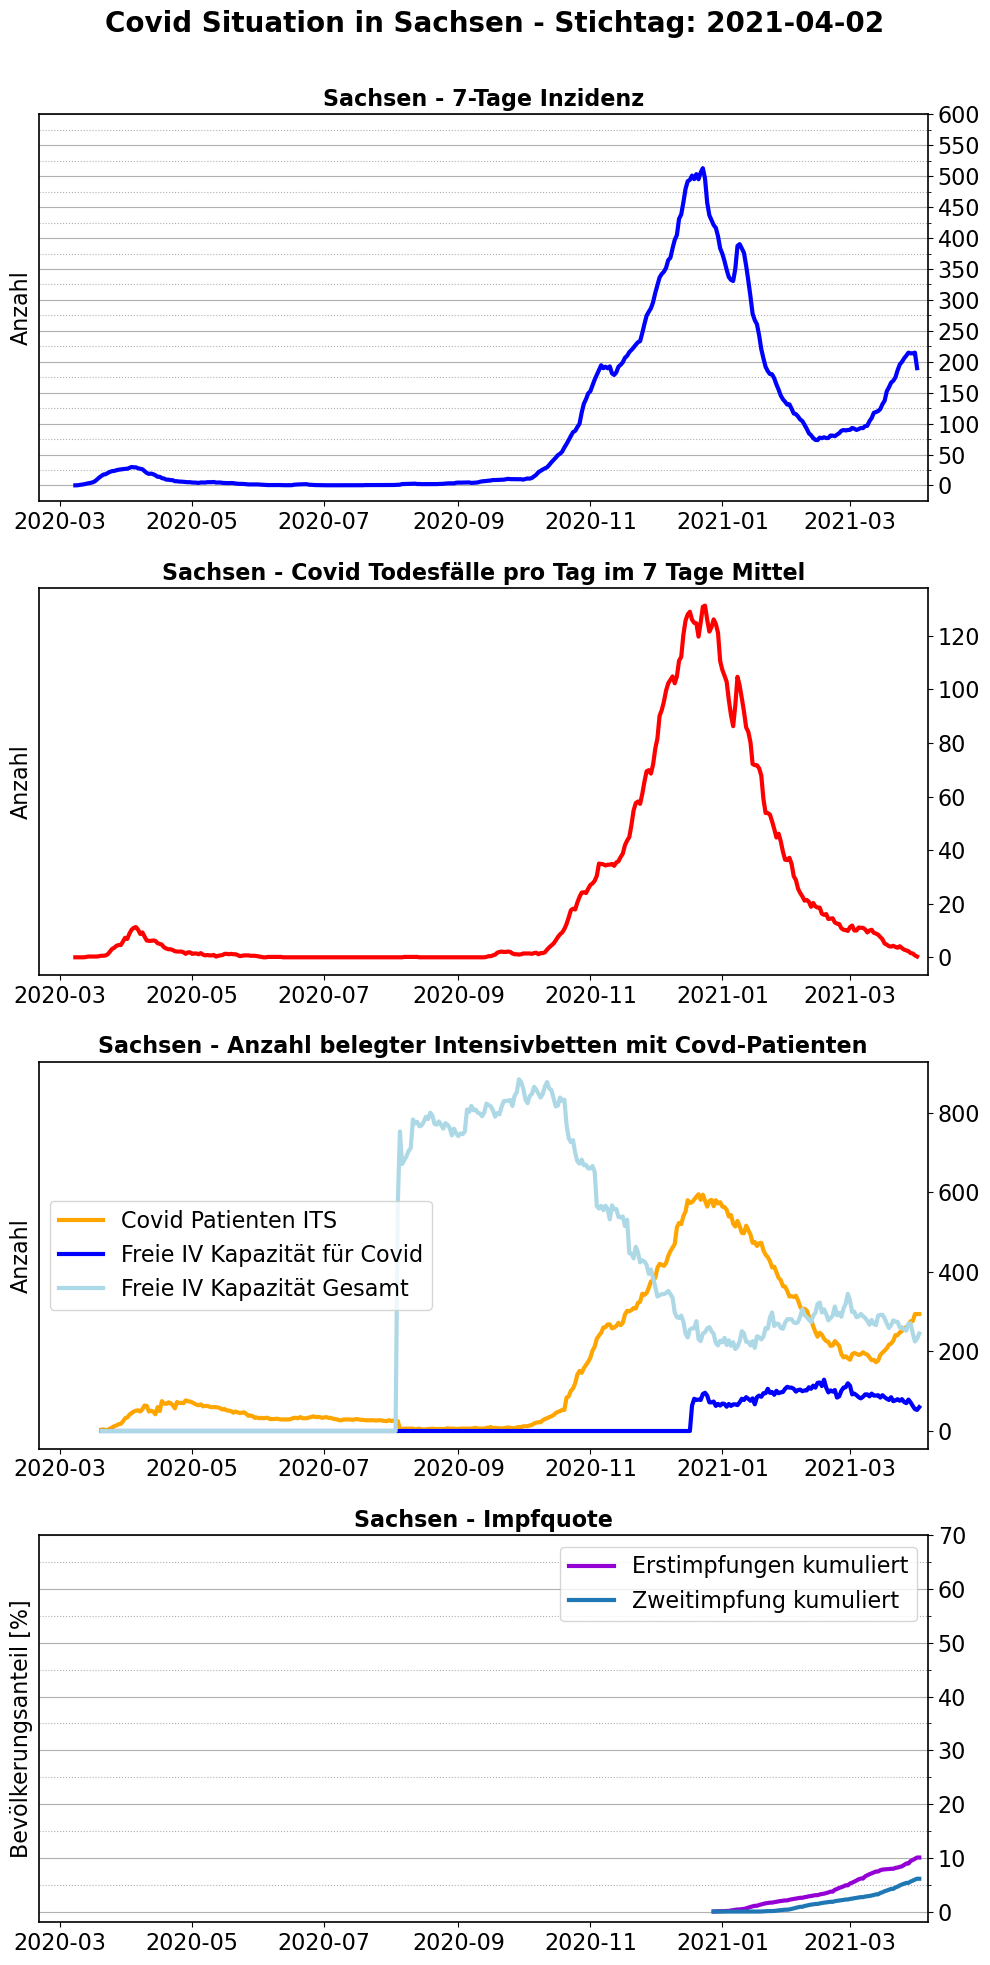 Covid Situation in Sachsen - Stichtag: 2021-04-02
Sachsen - 7-Tage Inzidenz
600
550
500
450
400
350
300
250
200
150
100
50
0
Anzahl
2020-03 2020-05 2020-07 2020-09 2020-11 2021-01 2021-03
Sachsen - Covid Todesfälle pro Tag im 7 Tage Mittel
120
100
80
60
40
20
0
Anzahl
2020-03 2020-05 2020-07 2020-09 2020-11 2021-01 2021-03
Sachsen - Anzahl belegter Intensivbetten mit Covd-Patienten
800
600
400
200
0
Anzahl
Covid Patienten ITS
Freie IV Kapazität für Covid
Freie IV Kapazität Gesamt
2020-03 2020-05 2020-07 2020-09 2020-11 2021-01 2021-03
Sachsen - Impfquote
70
60
50
40
30
20
10
0
Bevölkerungsanteil [%]
Erstimpfungen kumuliert
Zweitimpfung kumuliert
2020-03 2020-05 2020-07 2020-09 2020-11 2021-01 2021-03